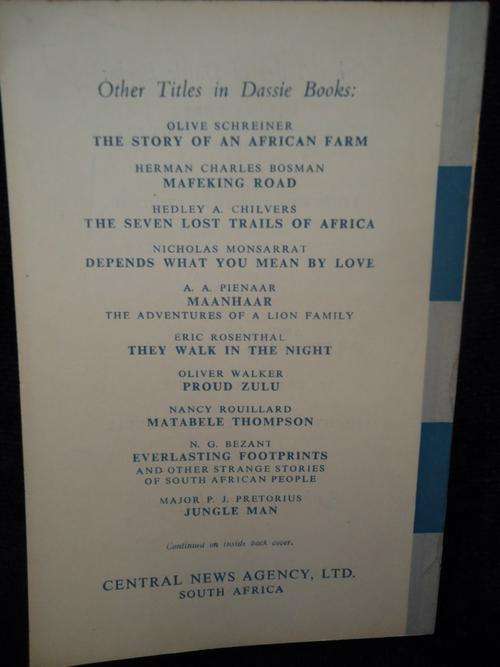 Other Titles in Dassie Books:
OLIVE SCHREINER
THE STORY OF AN AFRICAN FARM
HERMAN CHARLES BOSMAN
MAFEKING ROAD
HEDLEY A. CHILVERS
THE SEVEN LOST TRAILS OF AFRICA
NICHOLAS MONSARRAT
DEPENDS WHAT YOU MEAN BY LOVE
A. A. PIENAAR
MAANHAAR
THE ADVENTURES OF A LION FAMILY
ERIC ROSENTHAL
THEY WALK IN THE NIGHT
OLIVER WALKER
PROUD ZULU
NANCY ROUILLARD
MATABELE THOMPSON
N. G. BEZANT
EVERLASTING FOOTPRINTS
AND OTHER STRANGE STORIES
OF SOUTH AFRICAN PEOPLE
MAJOR P. J. PRETORIUS
JUNGLE MAN
Continued on inside back cover.
CENTRAL NEWS AGENCY, LTD.
SOUTH AFRICA